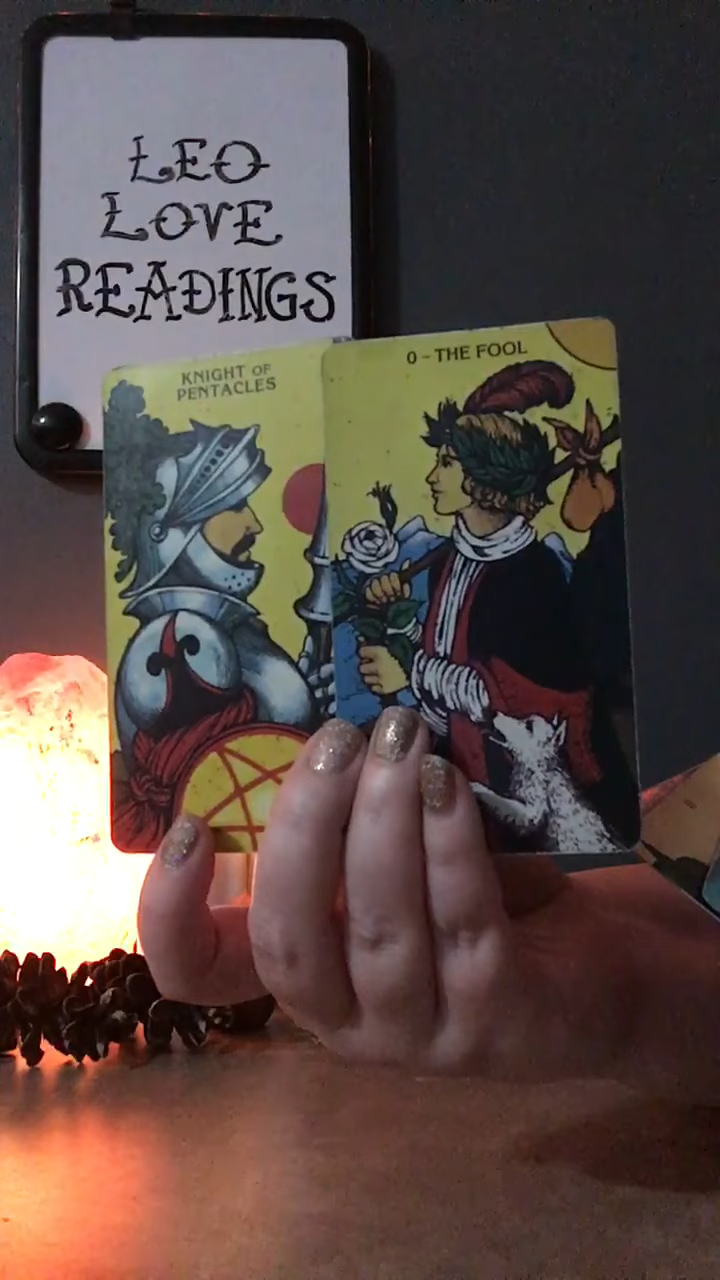 LEO
LOVE
READINGS
KNIGHT OF
PENTACLES
0 – THE FOOL